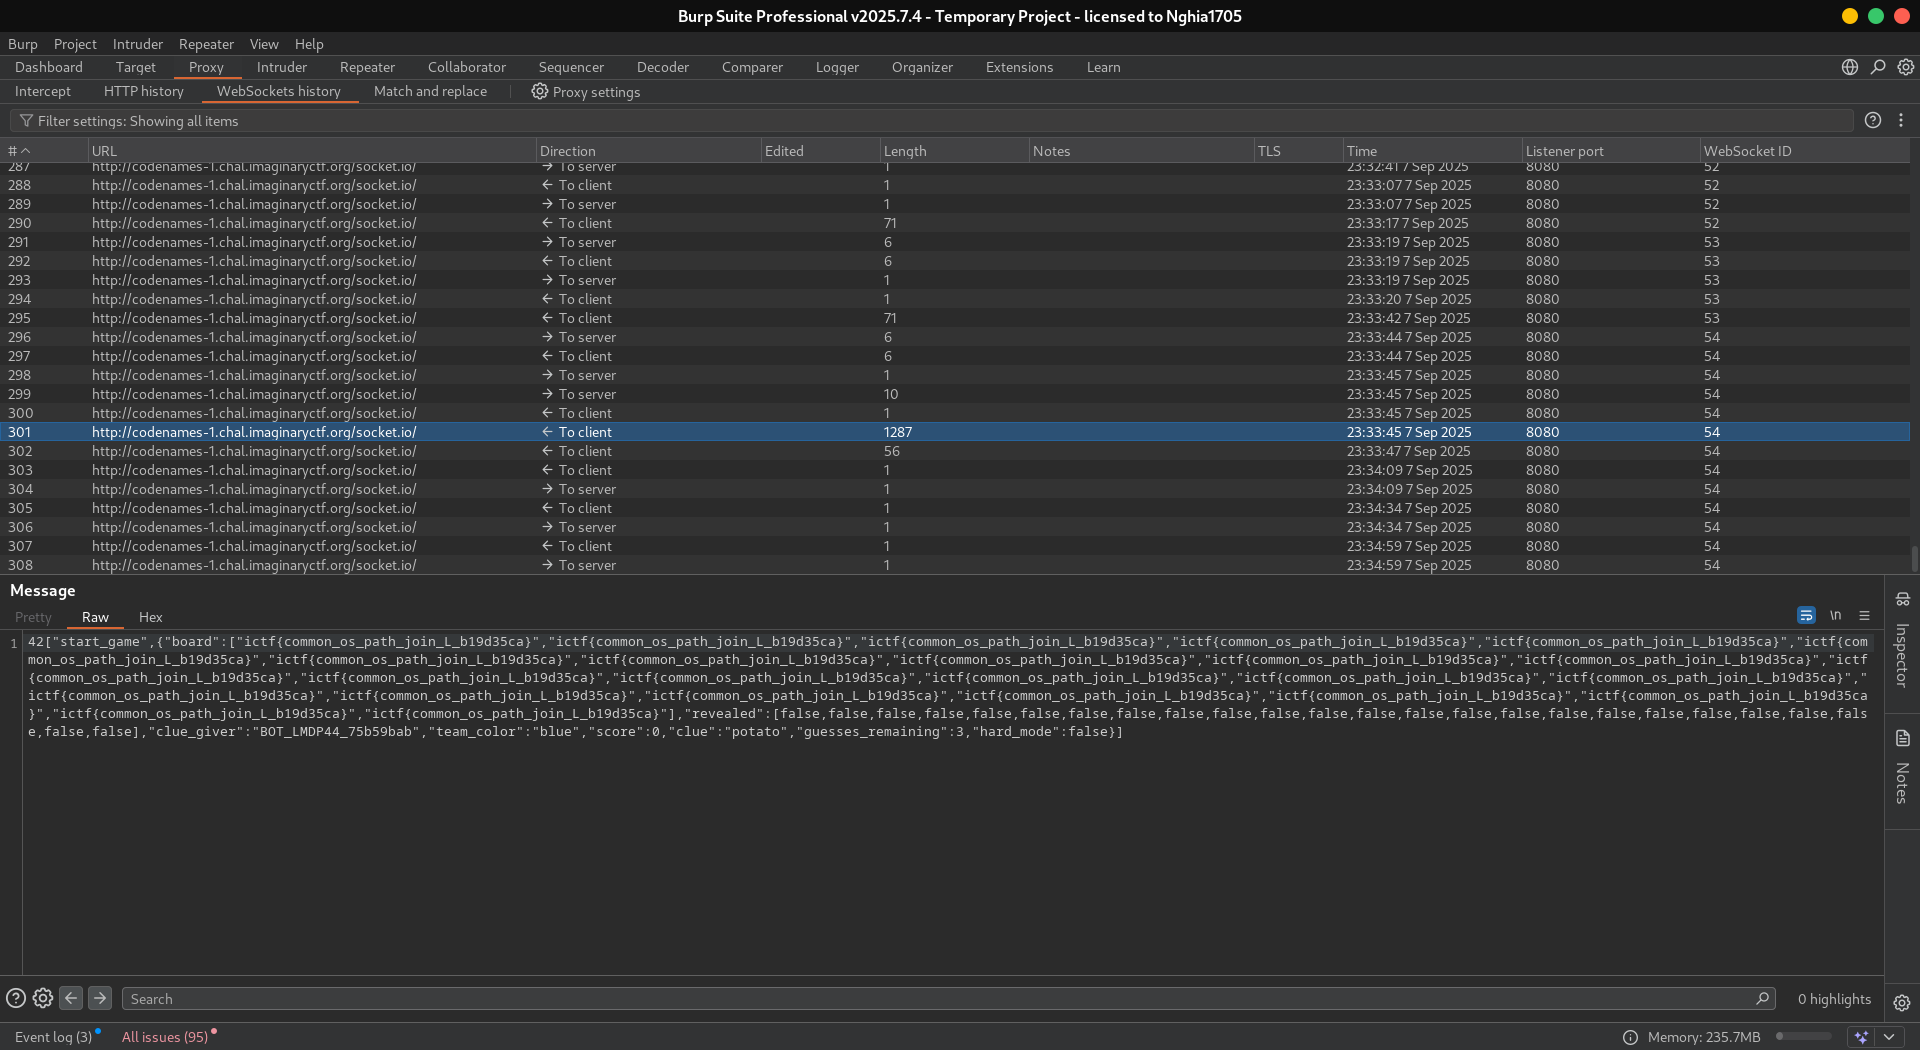 Burp Suite Professional v2025.7.4 - Temporary Project - licensed to Nghia1705
Burp Project Intruder Repeater View Help
Dashboard Target Proxy Intruder Repeater Collaborator Sequencer Decoder Comparer Logger Organizer Extensions Learn
Intercept HTTP history WebSockets history Match and replace Proxy settings
Filter settings: Showing all items
# URL Direction Edited Length Notes TLS Time Listener port WebSocket ID
287 http://codenames-1.chal.imaginaryctf.org/socket.io/ → To server 1 23:32:41 7 Sep 2025 8080 52
288 http://codenames-1.chal.imaginaryctf.org/socket.io/ ← To client 1 23:33:07 7 Sep 2025 8080 52
289 http://codenames-1.chal.imaginaryctf.org/socket.io/ → To server 1 23:33:07 7 Sep 2025 8080 52
290 http://codenames-1.chal.imaginaryctf.org/socket.io/ ← To client 71 23:33:17 7 Sep 2025 8080 52
291 http://codenames-1.chal.imaginaryctf.org/socket.io/ → To server 6 23:33:19 7 Sep 2025 8080 53
292 http://codenames-1.chal.imaginaryctf.org/socket.io/ ← To client 6 23:33:19 7 Sep 2025 8080 53
293 http://codenames-1.chal.imaginaryctf.org/socket.io/ → To server 1 23:33:19 7 Sep 2025 8080 53
294 http://codenames-1.chal.imaginaryctf.org/socket.io/ ← To client 1 23:33:20 7 Sep 2025 8080 53
295 http://codenames-1.chal.imaginaryctf.org/socket.io/ ← To client 71 23:33:42 7 Sep 2025 8080 53
296 http://codenames-1.chal.imaginaryctf.org/socket.io/ → To server 6 23:33:44 7 Sep 2025 8080 54
297 http://codenames-1.chal.imaginaryctf.org/socket.io/ ← To client 6 23:33:44 7 Sep 2025 8080 54
298 http://codenames-1.chal.imaginaryctf.org/socket.io/ → To server 1 23:33:45 7 Sep 2025 8080 54
299 http://codenames-1.chal.imaginaryctf.org/socket.io/ → To server 10 23:33:45 7 Sep 2025 8080 54
300 http://codenames-1.chal.imaginaryctf.org/socket.io/ ← To client 1 23:33:45 7 Sep 2025 8080 54
301 http://codenames-1.chal.imaginaryctf.org/socket.io/ ← To client 1287 23:33:45 7 Sep 2025 8080 54
302 http://codenames-1.chal.imaginaryctf.org/socket.io/ ← To client 56 23:33:47 7 Sep 2025 8080 54
303 http://codenames-1.chal.imaginaryctf.org/socket.io/ ← To client 1 23:34:09 7 Sep 2025 8080 54
304 http://codenames-1.chal.imaginaryctf.org/socket.io/ → To server 1 23:34:09 7 Sep 2025 8080 54
305 http://codenames-1.chal.imaginaryctf.org/socket.io/ ← To client 1 23:34:34 7 Sep 2025 8080 54
306 http://codenames-1.chal.imaginaryctf.org/socket.io/ → To server 1 23:34:34 7 Sep 2025 8080 54
307 http://codenames-1.chal.imaginaryctf.org/socket.io/ ← To client 1 23:34:59 7 Sep 2025 8080 54
308 http://codenames-1.chal.imaginaryctf.org/socket.io/ → To server 1 23:34:59 7 Sep 2025 8080 54
Message
Pretty Raw Hex \n
1 42["start_game",{"board":["ictf{common_os_path_join_L_b19d35ca}","ictf{common_os_path_join_L_b19d35ca}","ictf{common_os_path_join_L_b19d35ca}","ictf{common_os_path_join_L_b19d35ca}","ictf{common_os_path_join_L_b19d35ca}","ictf{com
mon_os_path_join_L_b19d35ca}","ictf{common_os_path_join_L_b19d35ca}","ictf{common_os_path_join_L_b19d35ca}","ictf{common_os_path_join_L_b19d35ca}","ictf{common_os_path_join_L_b19d35ca}","ictf{common_os_path_join_L_b19d35ca}","ictf
{common_os_path_join_L_b19d35ca}","ictf{common_os_path_join_L_b19d35ca}","ictf{common_os_path_join_L_b19d35ca}","ictf{common_os_path_join_L_b19d35ca}","ictf{common_os_path_join_L_b19d35ca}","ictf{common_os_path_join_L_b19d35ca}","
ictf{common_os_path_join_L_b19d35ca}","ictf{common_os_path_join_L_b19d35ca}","ictf{common_os_path_join_L_b19d35ca}","ictf{common_os_path_join_L_b19d35ca}","ictf{common_os_path_join_L_b19d35ca}","ictf{common_os_path_join_L_b19d35ca
}","ictf{common_os_path_join_L_b19d35ca}","ictf{common_os_path_join_L_b19d35ca}"],"revealed":[false,false,false,false,false,false,false,false,false,false,false,false,false,false,false,false,false,false,false,false,false,false,fals
e,false,false],"clue_giver":"BOT_LMDP44_75b59bab","team_color":"blue","score":0,"clue":"potato","guesses_remaining":3,"hard_mode":false}]
Inspector
Notes
Search 0 highlights
Event log (3) All issues (95) Memory: 235.7MB